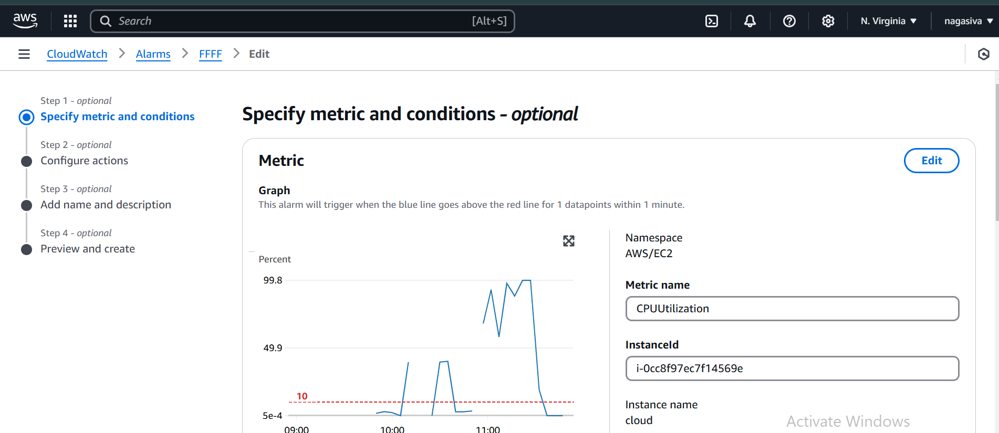 aws
Search [Alt+S]
N. Virginia ▼
nagasiva ▼
CloudWatch > Alarms > FFFF > Edit
Step 1 - optional
Specify metric and conditions
Step 2 - optional
Configure actions
Step 3 - optional
Add name and description
Step 4 - optional
Preview and create
Specify metric and conditions - optional
Metric
Edit
Graph
This alarm will trigger when the blue line goes above the red line for 1 datapoints within 1 minute.
Percent
99.8
49.9
10
5e-4
09:00 10:00 11:00
Namespace
AWS/EC2
Metric name
CPUUtilization
InstanceId
i-0cc8f97ec7f14569e
Instance name
cloud
Activate Windows